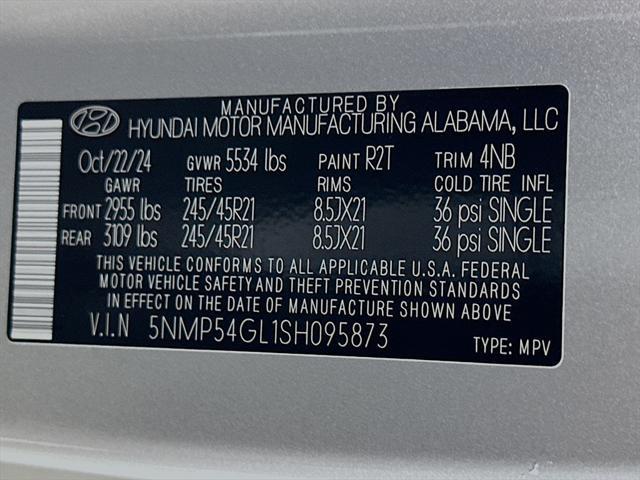 MANUFACTURED BY
HYUNDAI MOTOR MANUFACTURING ALABAMA, LLC
Oct/22/24 GVWR 5534 lbs PAINT R2T TRIM 4NB
GAWR TIRES RIMS COLD TIRE INFL
FRONT 2955 lbs 245/45R21 8.5JX21 36 psi SINGLE
REAR 3109 lbs 245/45R21 8.5JX21 36 psi SINGLE
THIS VEHICLE CONFORMS TO ALL APPLICABLE U.S.A. FEDERAL
MOTOR VEHICLE SAFETY AND THEFT PREVENTION STANDARDS
IN EFFECT ON THE DATE OF MANUFACTURE SHOWN ABOVE
V.I.N 5NMP54GL1SH095873
TYPE: MPV